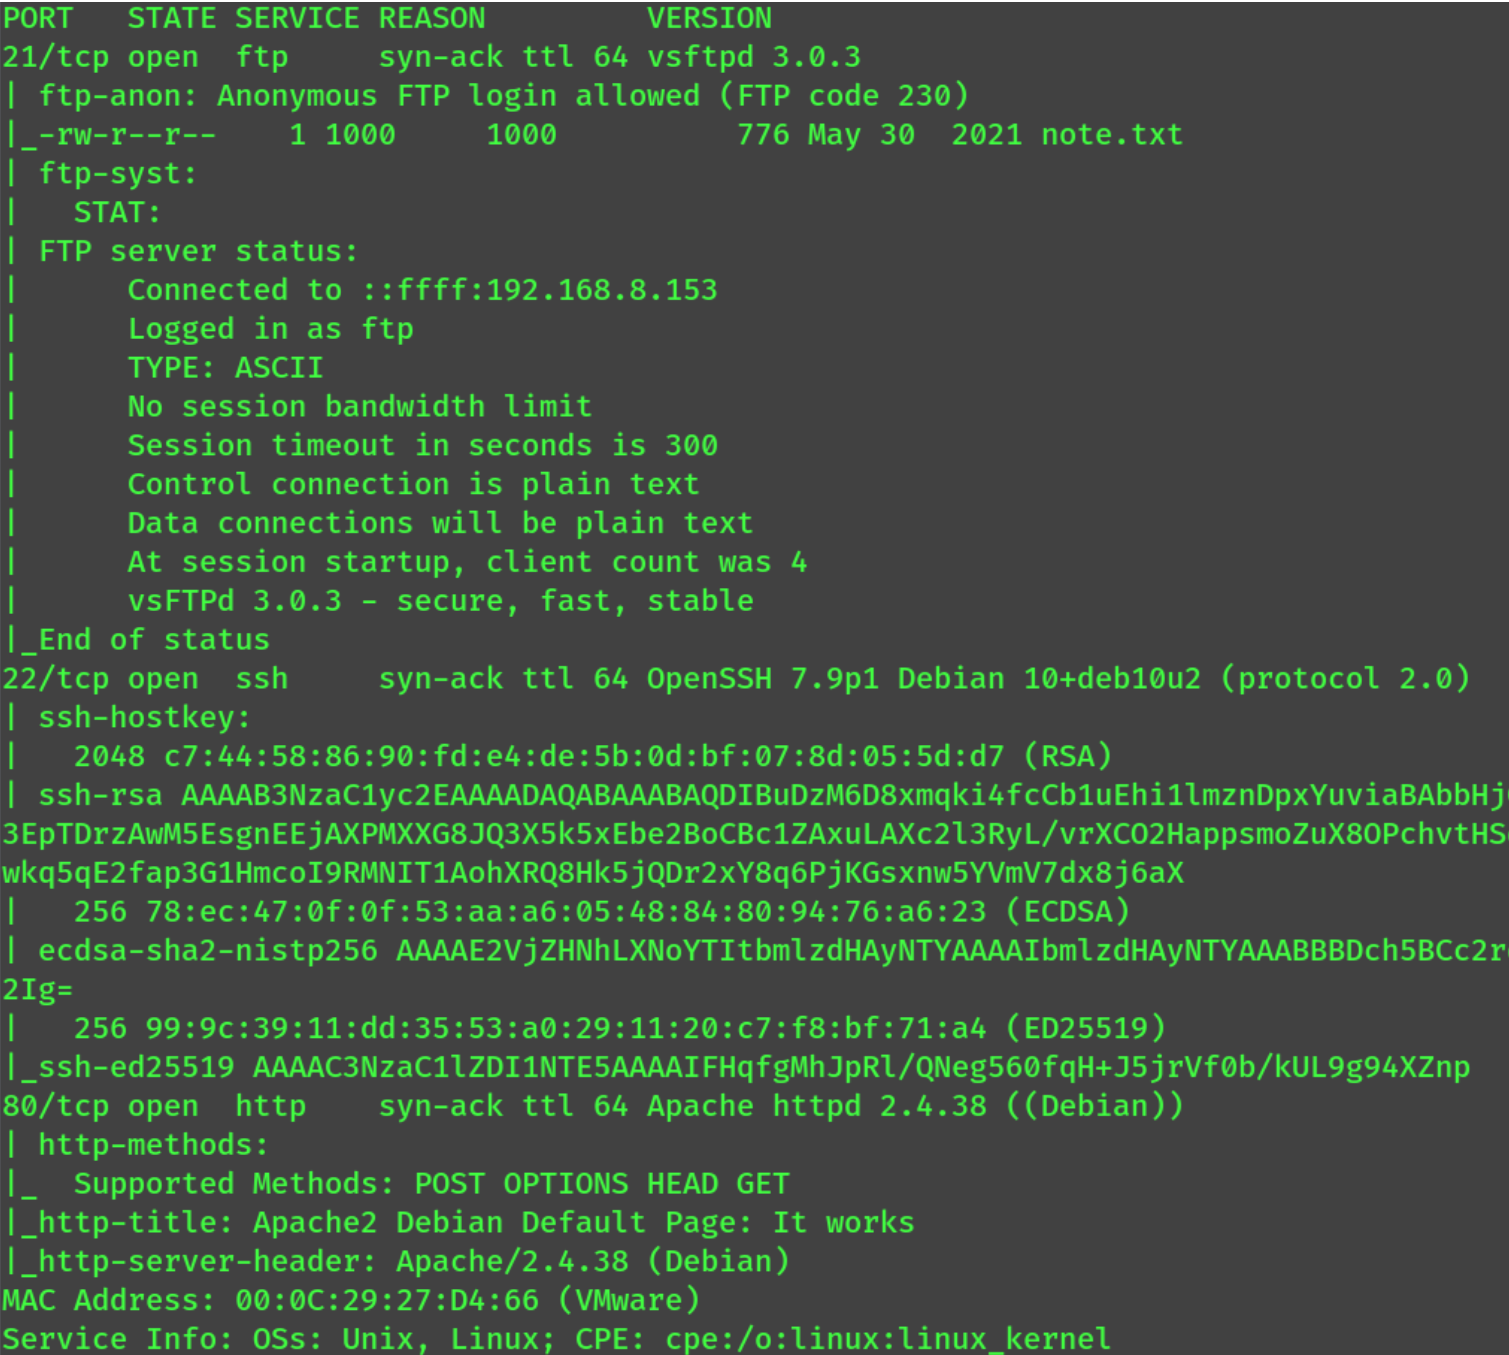 PORT   STATE SERVICE REASON         VERSION
21/tcp open  ftp     syn-ack ttl 64 vsftpd 3.0.3
| ftp-anon: Anonymous FTP login allowed (FTP code 230)
|_-rw-r--r--    1 1000     1000          776 May 30  2021 note.txt
| ftp-syst:
|   STAT:
| FTP server status:
|      Connected to ::ffff:192.168.8.153
|      Logged in as ftp
|      TYPE: ASCII
|      No session bandwidth limit
|      Session timeout in seconds is 300
|      Control connection is plain text
|      Data connections will be plain text
|      At session startup, client count was 4
|      vsFTPd 3.0.3 - secure, fast, stable
|_End of status
22/tcp open  ssh     syn-ack ttl 64 OpenSSH 7.9p1 Debian 10+deb10u2 (protocol 2.0)
| ssh-hostkey:
|   2048 c7:44:58:86:90:fd:e4:de:5b:0d:bf:07:8d:05:5d:d7 (RSA)
| ssh-rsa AAAAB3NzaC1yc2EAAAADAQABAAABAQDIBuDzM6D8xmqki4fcCb1uEhi1lmznDpxYuviaBAbbHj
3EpTDrzAwM5EsgnEEjAXPMXXG8JQ3X5k5xEbe2BoCBc1ZAxuLAXc2l3RyL/vrXCO2HappsmoZuX8OPchvtHS
wkq5qE2fap3G1HmcoI9RMNIT1AohXRQ8Hk5jQDr2xY8q6PjKGsxnw5YVmV7dx8j6aX
|   256 78:ec:47:0f:0f:53:aa:a6:05:48:84:80:94:76:a6:23 (ECDSA)
| ecdsa-sha2-nistp256 AAAAE2VjZHNhLXNoYTItbmlzdHAyNTYAAAAIbmlzdHAyNTYAAABBBDch5BCc2r
2Ig=
|   256 99:9c:39:11:dd:35:53:a0:29:11:20:c7:f8:bf:71:a4 (ED25519)
|_ssh-ed25519 AAAAC3NzaC1lZDI1NTE5AAAAIFHqfgMhJpRl/QNeg560fqH+J5jrVf0b/kUL9g94XZnp
80/tcp open  http    syn-ack ttl 64 Apache httpd 2.4.38 ((Debian))
| http-methods:
|_  Supported Methods: POST OPTIONS HEAD GET
|_http-title: Apache2 Debian Default Page: It works
|_http-server-header: Apache/2.4.38 (Debian)
MAC Address: 00:0C:29:27:D4:66 (VMware)
Service Info: OSs: Unix, Linux; CPE: cpe:/o:linux:linux_kernel